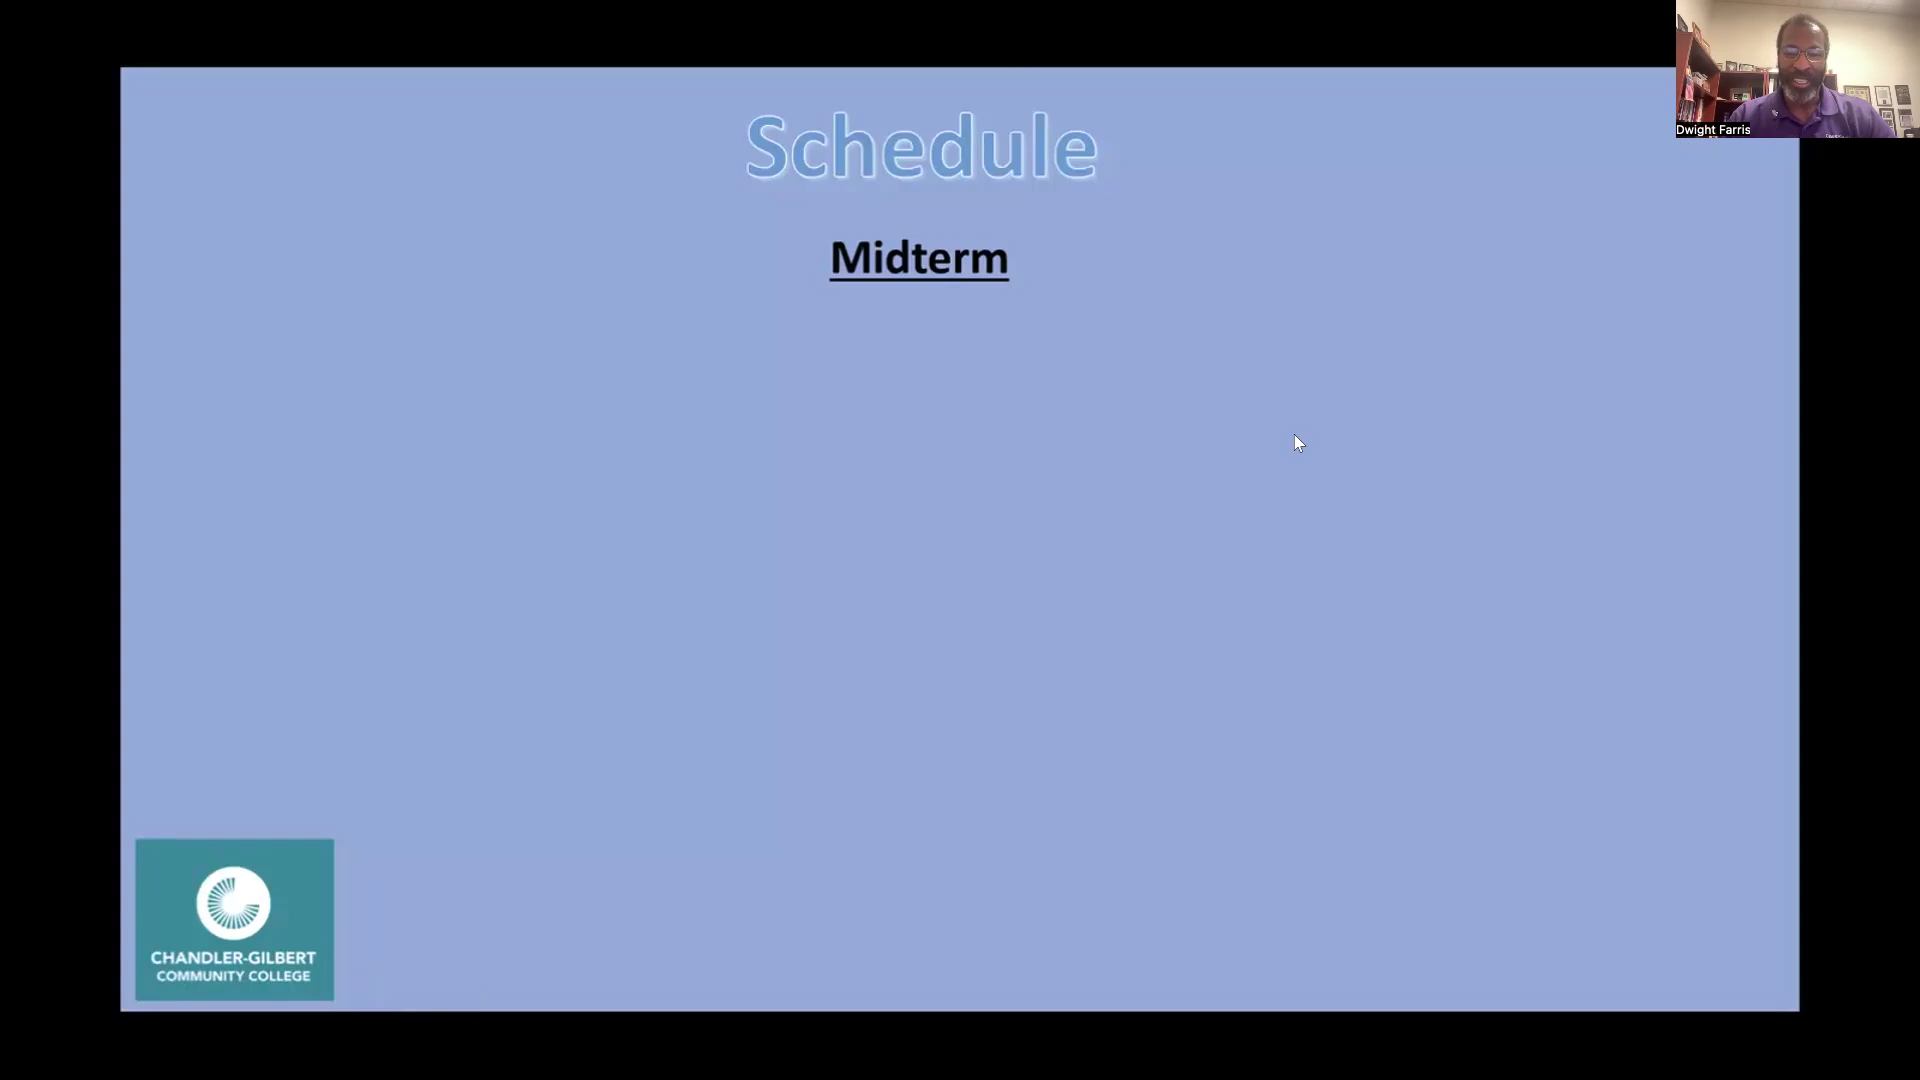 Schedule
Midterm
Dwight Farris
CHANDLER-GILBERT
COMMUNITY COLLEGE